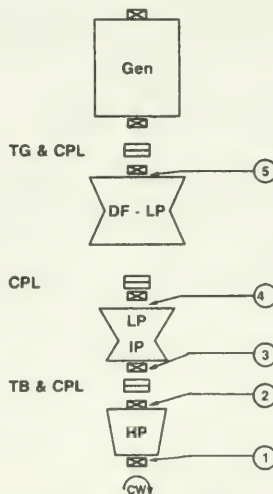 Gen
TG & CPL
5
DF - LP
CPL
4
LP
IP
3
TB & CPL
2
HP
1
CW